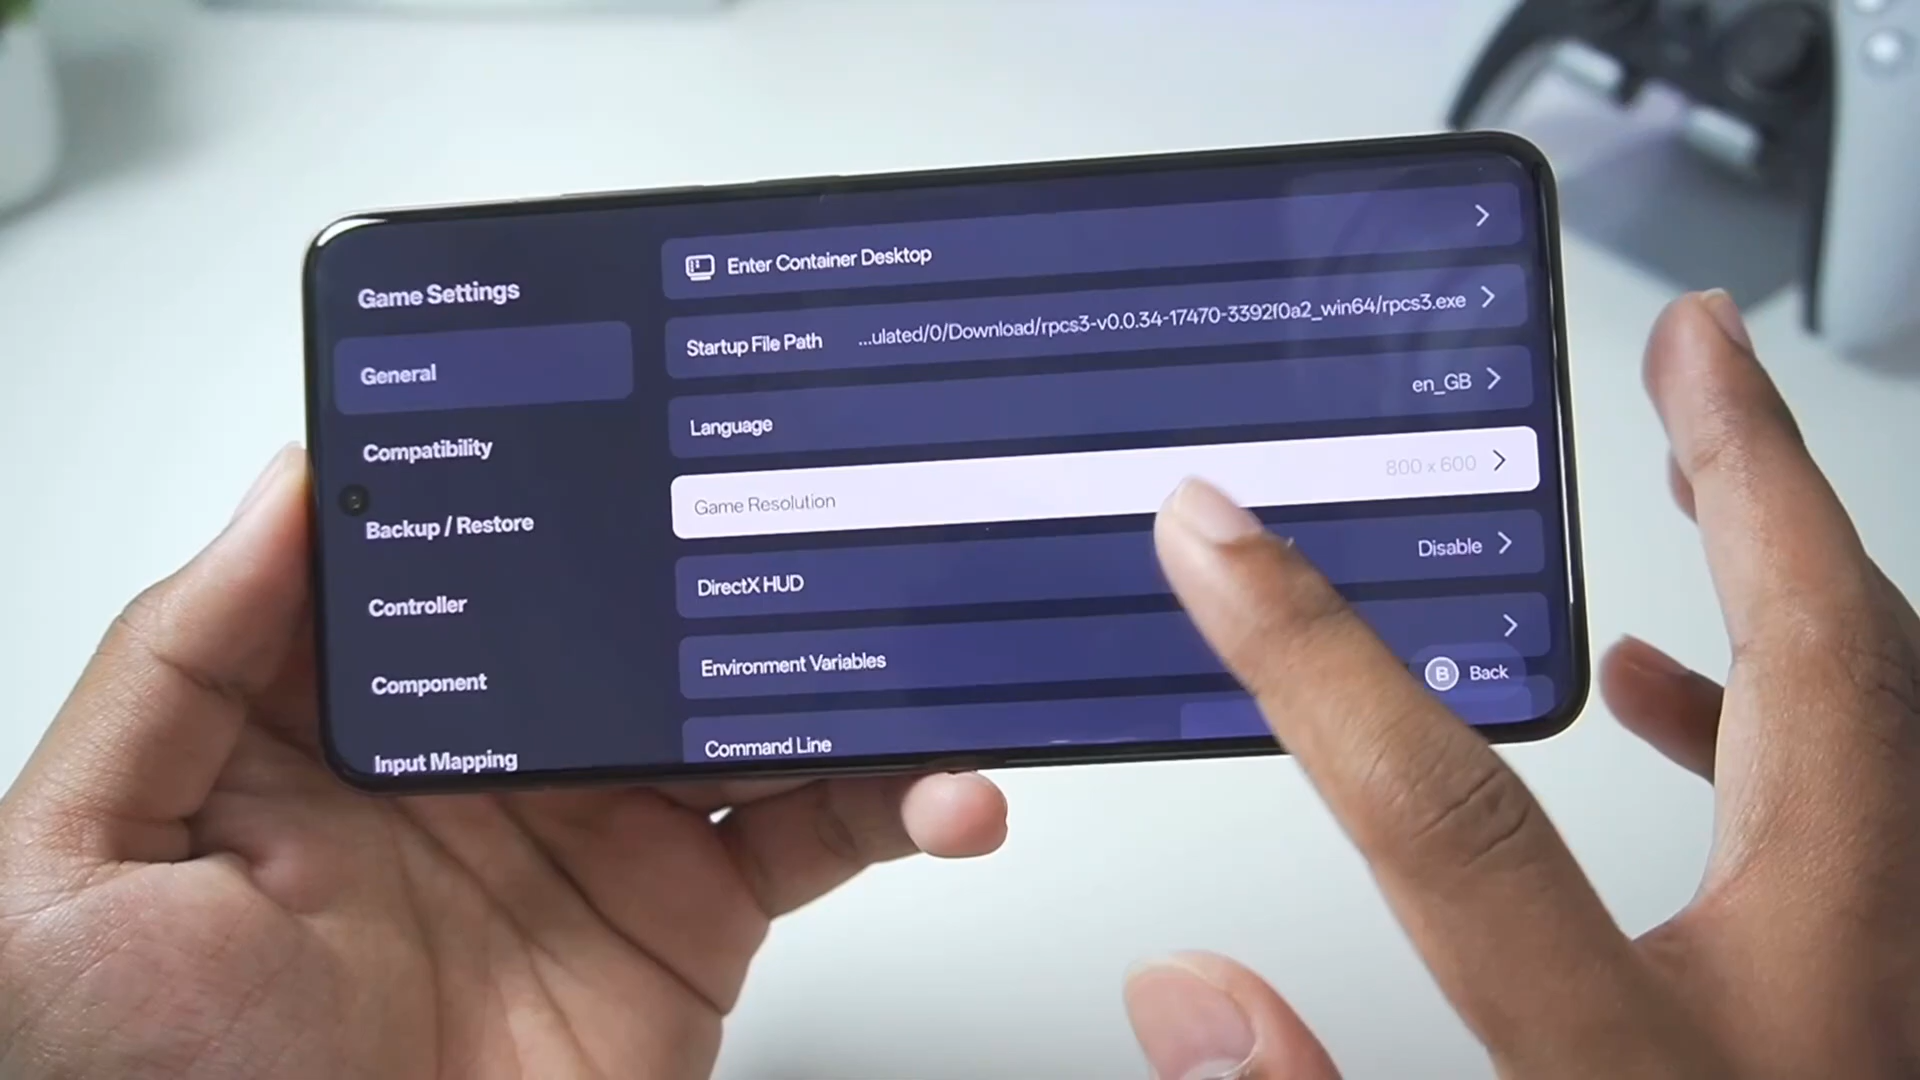 Game Settings
General
Compatibility
Backup / Restore
Controller
Component
Input Mapping
Enter Container Desktop
Startup File Path ...ulated/0/Download/rpcs3-v0.0.34-17470-3392f0a2_win64/rpcs3.exe
Language en_GB
Game Resolution 800 x 600
DirectX HUD Disable
Environment Variables
Command Line
B Back